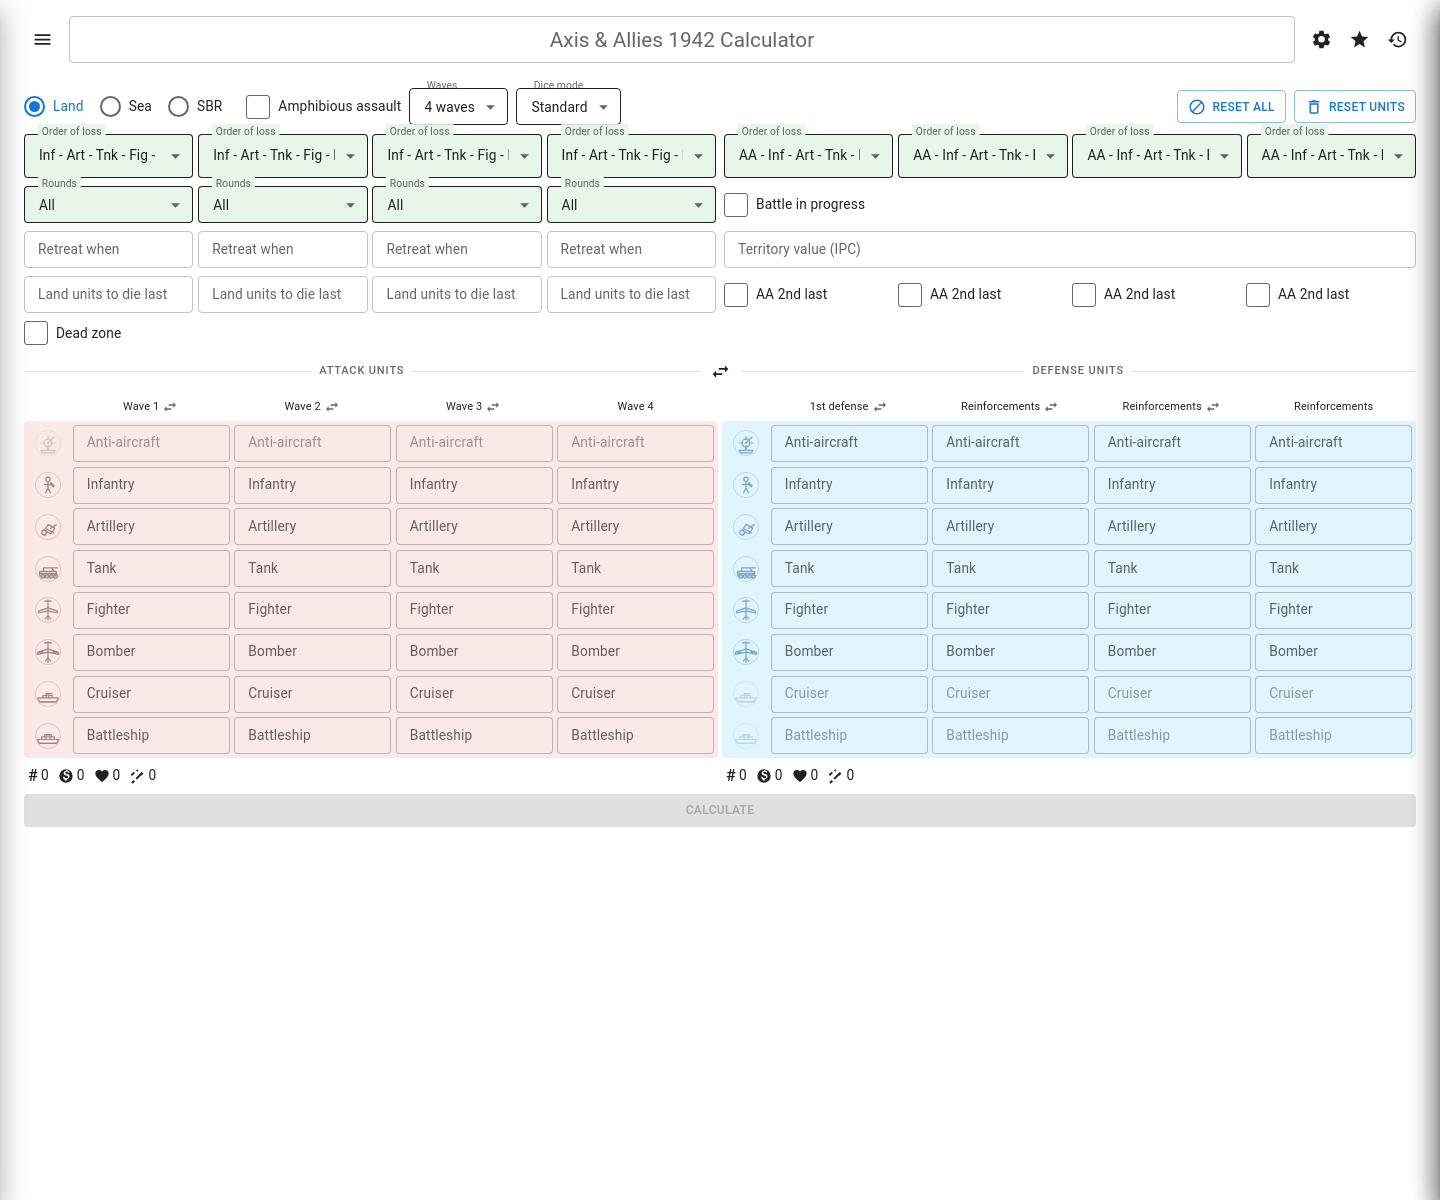 Axis & Allies 1942 Calculator
Land Sea SBR Amphibious assault Waves 4 waves Dice mode Standard RESET ALL RESET UNITS
Order of loss Order of loss Order of loss Order of loss Order of loss Order of loss Order of loss Order of loss
Inf - Art - Tnk - Fig - Inf - Art - Tnk - Fig - Inf - Art - Tnk - Fig - Inf - Art - Tnk - Fig - AA - Inf - Art - Tnk - AA - Inf - Art - Tnk - AA - Inf - Art - Tnk - AA - Inf - Art - Tnk -
Rounds Rounds Rounds Rounds
All All All All Battle in progress
Retreat when Retreat when Retreat when Retreat when Territory value (IPC)
Land units to die last Land units to die last Land units to die last Land units to die last AA 2nd last AA 2nd last AA 2nd last AA 2nd last
Dead zone
ATTACK UNITS DEFENSE UNITS
Wave 1 Wave 2 Wave 3 Wave 4 1st defense Reinforcements Reinforcements Reinforcements
Anti-aircraft Anti-aircraft Anti-aircraft Anti-aircraft Anti-aircraft Anti-aircraft Anti-aircraft Anti-aircraft
Infantry Infantry Infantry Infantry Infantry Infantry Infantry Infantry
Artillery Artillery Artillery Artillery Artillery Artillery Artillery Artillery
Tank Tank Tank Tank Tank Tank Tank Tank
Fighter Fighter Fighter Fighter Fighter Fighter Fighter Fighter
Bomber Bomber Bomber Bomber Bomber Bomber Bomber Bomber
Cruiser Cruiser Cruiser Cruiser Cruiser Cruiser Cruiser Cruiser
Battleship Battleship Battleship Battleship Battleship Battleship Battleship Battleship
# 0 0 0 0 # 0 0 0 0
CALCULATE